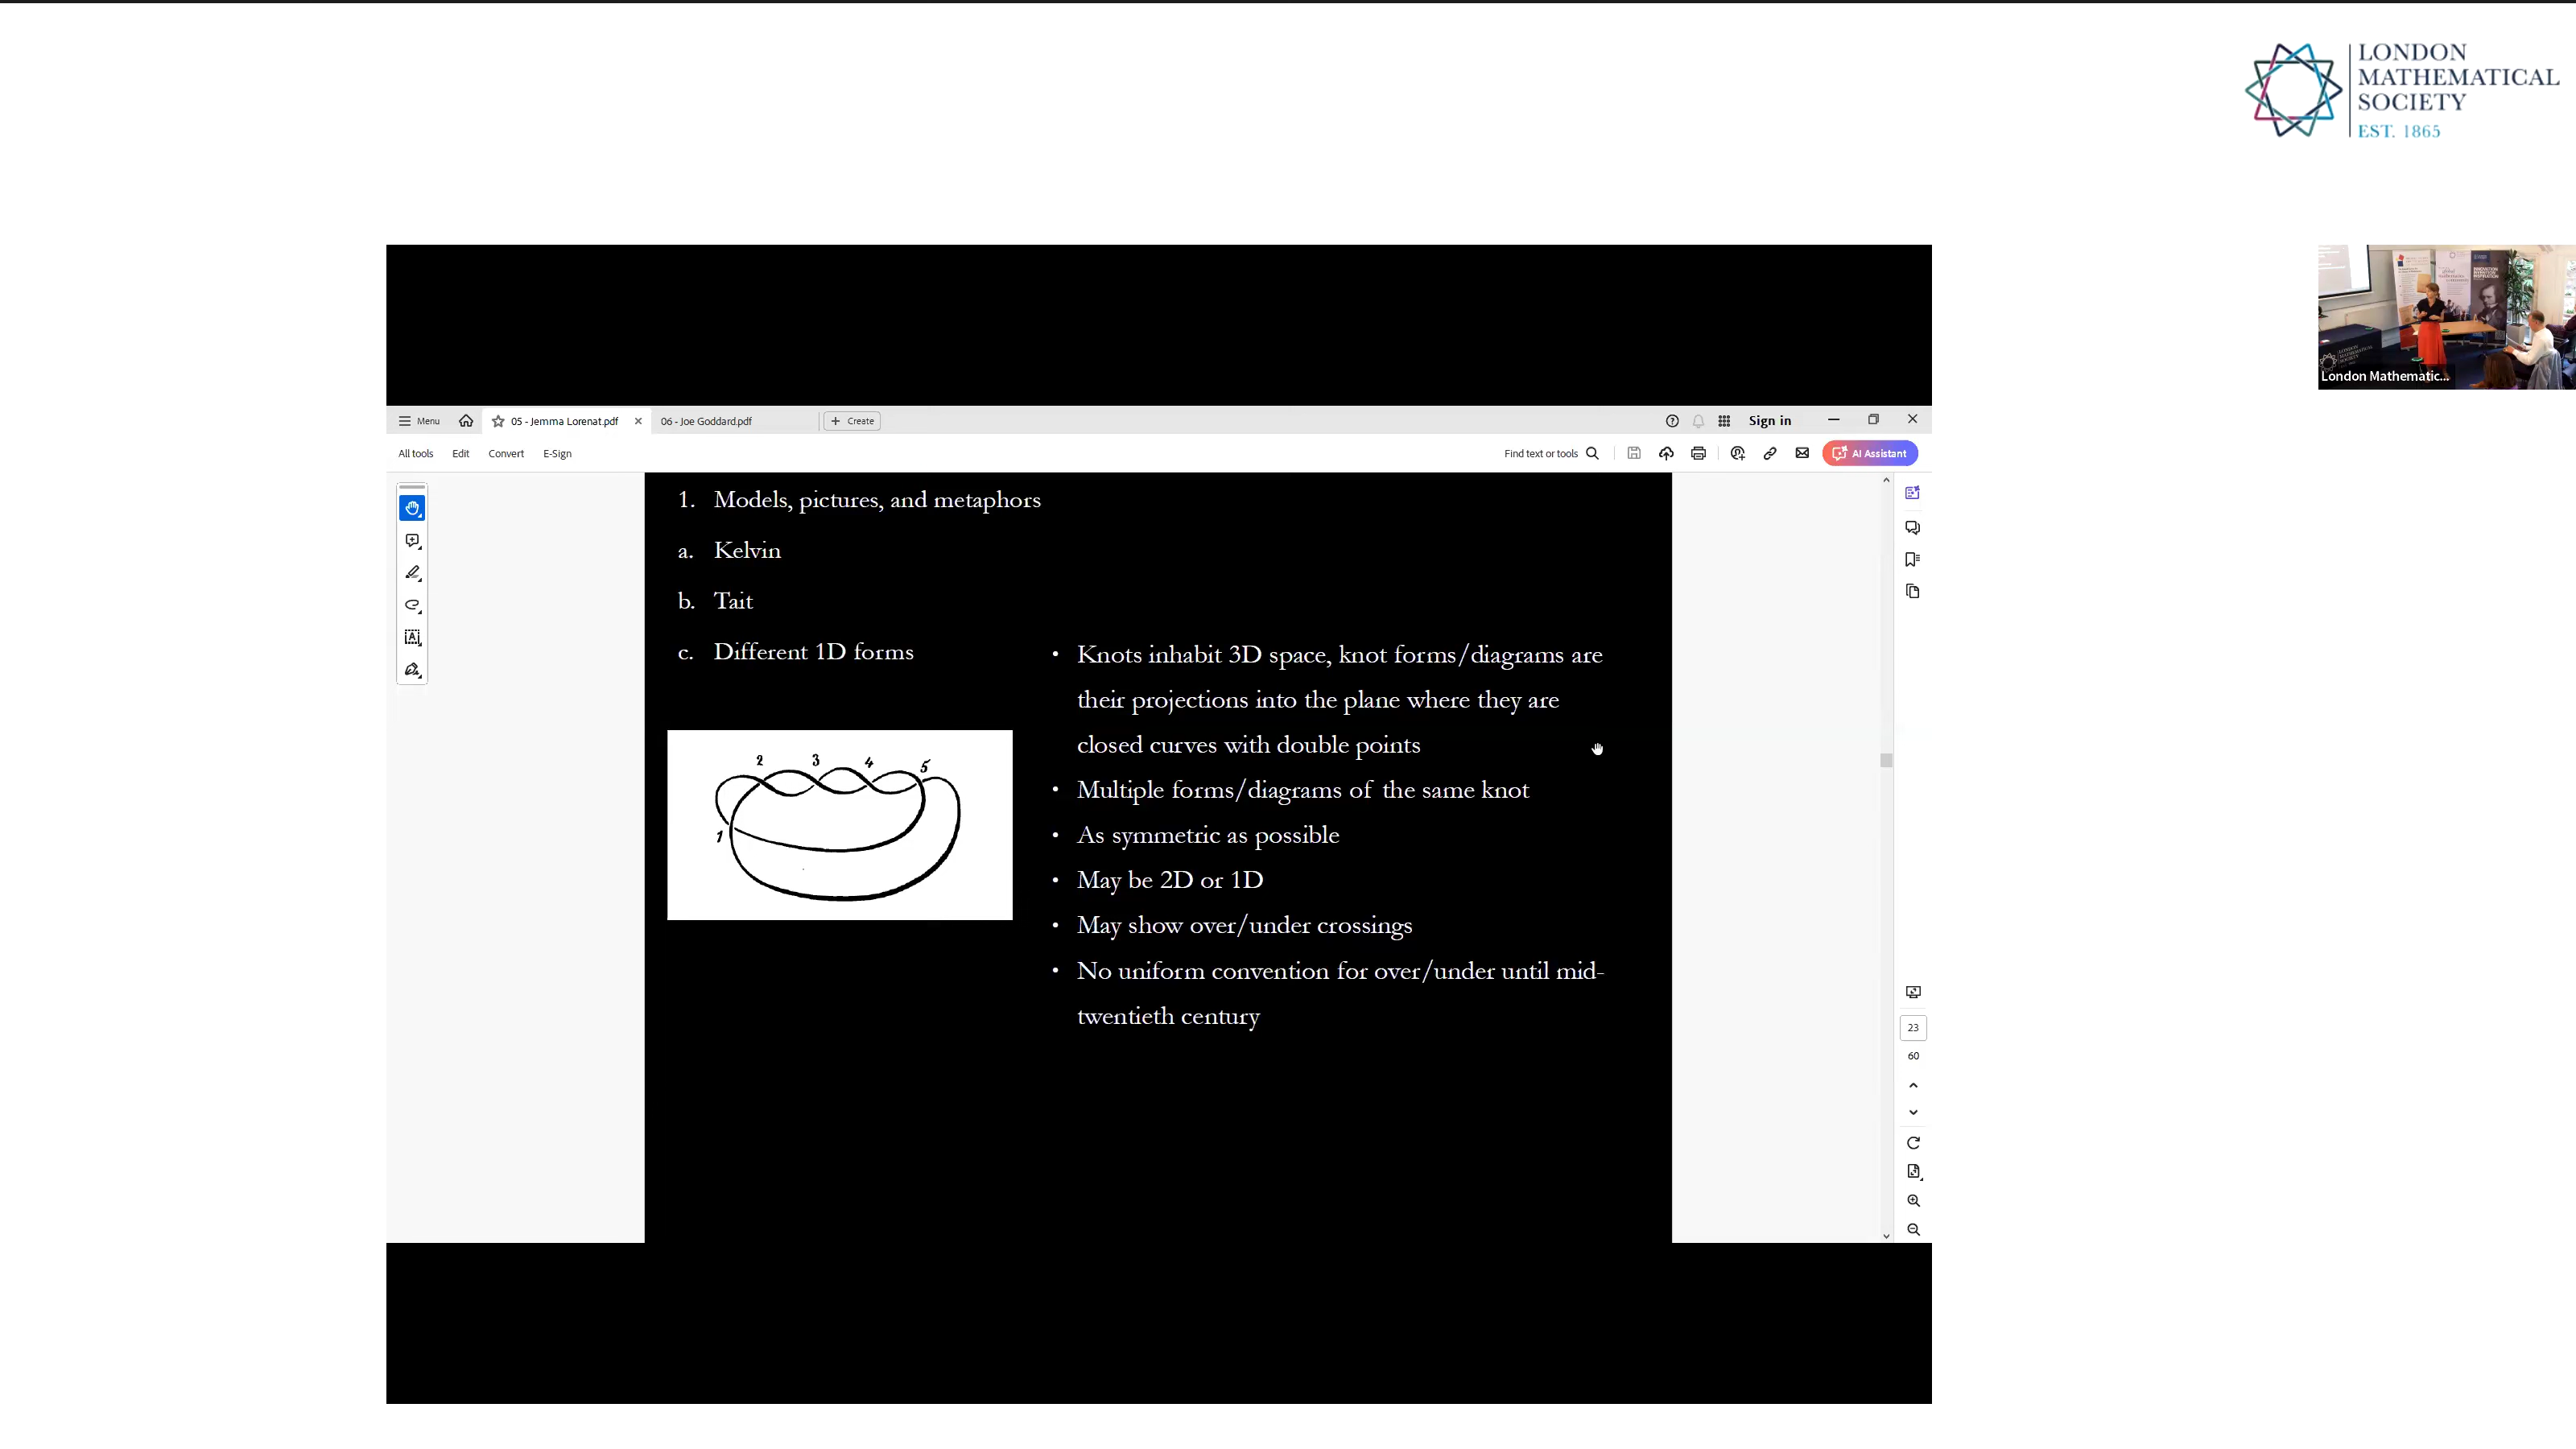 LONDON
MATHEMATICAL
SOCIETY
EST. 1865
London Mathematic...
Menu
05 - Jemma Lorenat.pdf
06 - Joe Goddard.pdf
Create
Sign in
All tools
Edit
Convert
E-Sign
Find text or tools
AI Assistant
1. Models, pictures, and metaphors
a. Kelvin
b. Tait
c. Different 1D forms
1
2
3
4
5
• Knots inhabit 3D space, knot forms/diagrams are
their projections into the plane where they are
closed curves with double points
• Multiple forms/diagrams of the same knot
• As symmetric as possible
• May be 2D or 1D
• May show over/under crossings
• No uniform convention for over/under until mid-
twentieth century
23
60